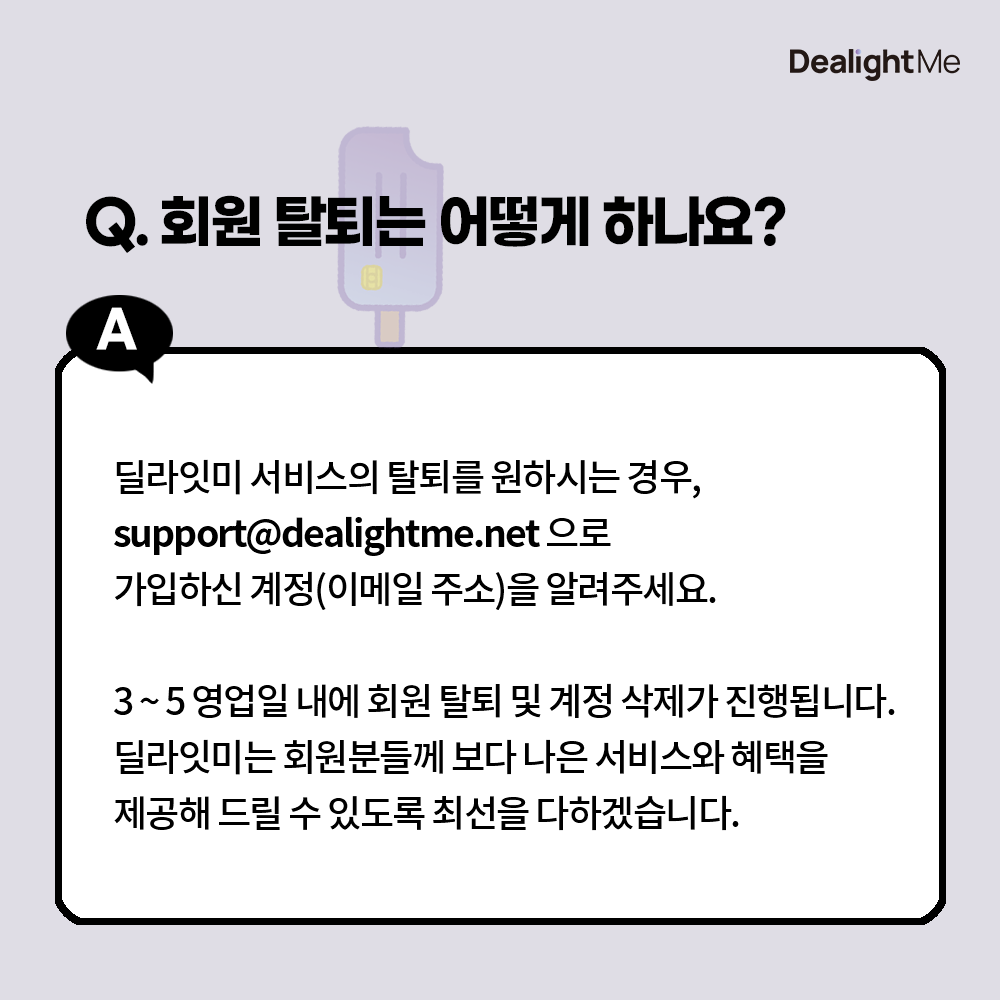 DealightMe
Q. 회원 탈퇴는 어떻게 하나요?
A
딜라잇미 서비스의 탈퇴를 원하시는 경우,
support@dealightme.net 으로
가입하신 계정(이메일 주소)을 알려주세요.
3 ~ 5 영업일 내에 회원 탈퇴 및 계정 삭제가 진행됩니다.
딜라잇미는 회원분들께 보다 나은 서비스와 혜택을
제공해 드릴 수 있도록 최선을 다하겠습니다.